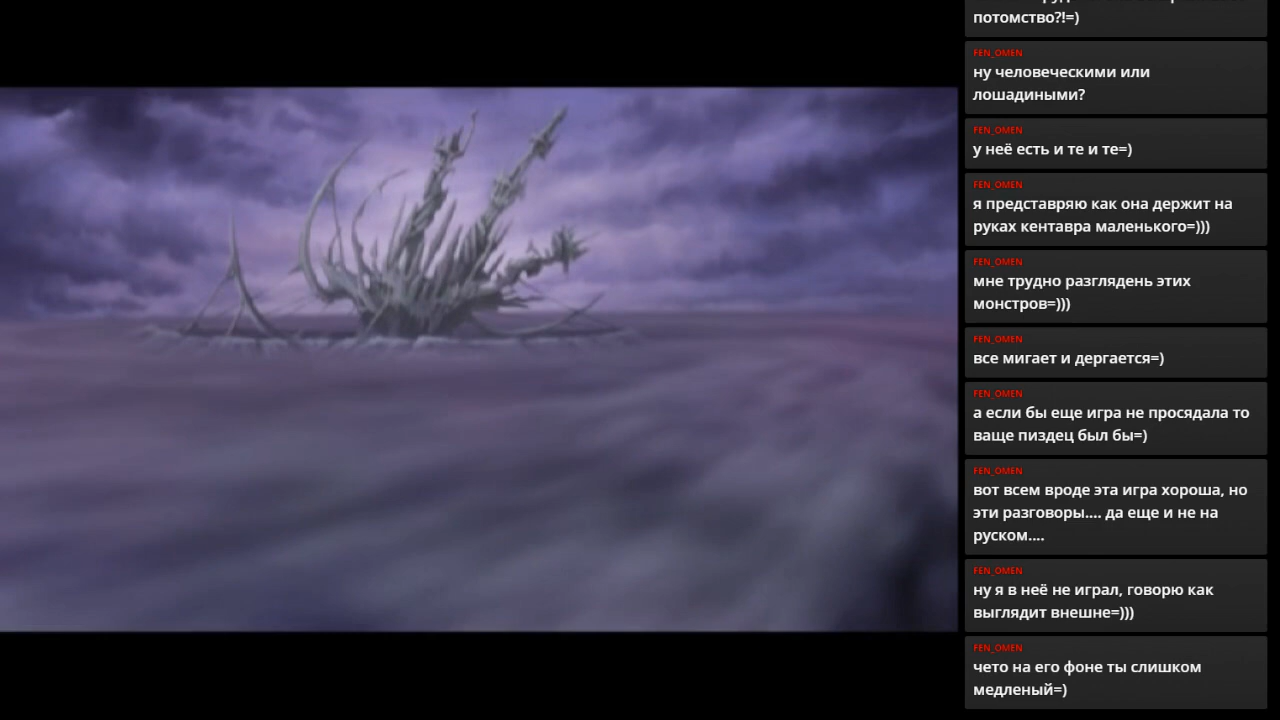 потомство?!=)
FEN_OMEN
ну человеческими или
лошадиными?
FEN_OMEN
у неё есть и те и те=)
FEN_OMEN
я представряю как она держит на
руках кентавра маленького=)))
FEN_OMEN
мне трудно разглядень этих
монстров=)))
FEN_OMEN
все мигает и дергается=)
FEN_OMEN
а если бы еще игра не просядала то
ваще пиздец был бы=)
FEN_OMEN
вот всем вроде эта игра хороша, но
эти разговоры.... да еще и не на
руском....
FEN_OMEN
ну я в неё не играл, говорю как
выглядит внешне=)))
FEN_OMEN
чето на его фоне ты слишком
медленый=)